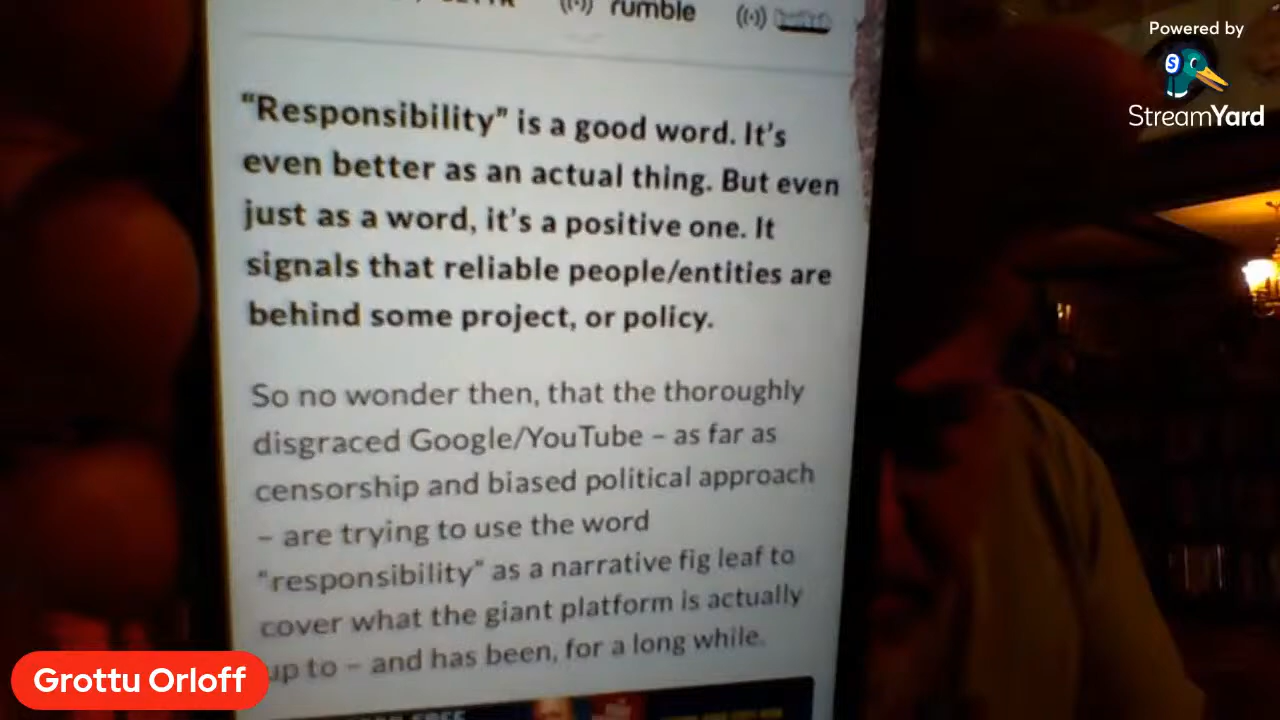 rumble
Powered by
StreamYard
“Responsibility” is a good word. It’s
even better as an actual thing. But even
just as a word, it’s a positive one. It
signals that reliable people/entities are
behind some project, or policy.
So no wonder then, that the thoroughly
disgraced Google/YouTube – as far as
censorship and biased political approach
– are trying to use the word
“responsibility” as a narrative fig leaf to
cover what the giant platform is actually
up to – and has been, for a long while.
Grottu Orloff